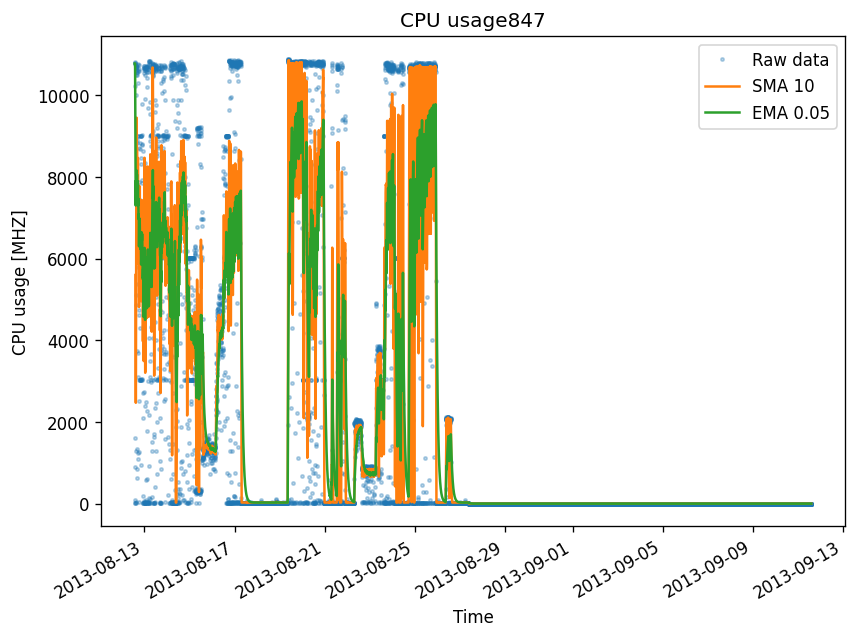 CPU usage847
Raw data
SMA 10
EMA 0.05
CPU usage [MHZ]
10000
8000
6000
4000
2000
0
2013-08-13
2013-08-17
2013-08-21
2013-08-25
2013-08-29
2013-09-01
2013-09-05
2013-09-09
2013-09-13
Time